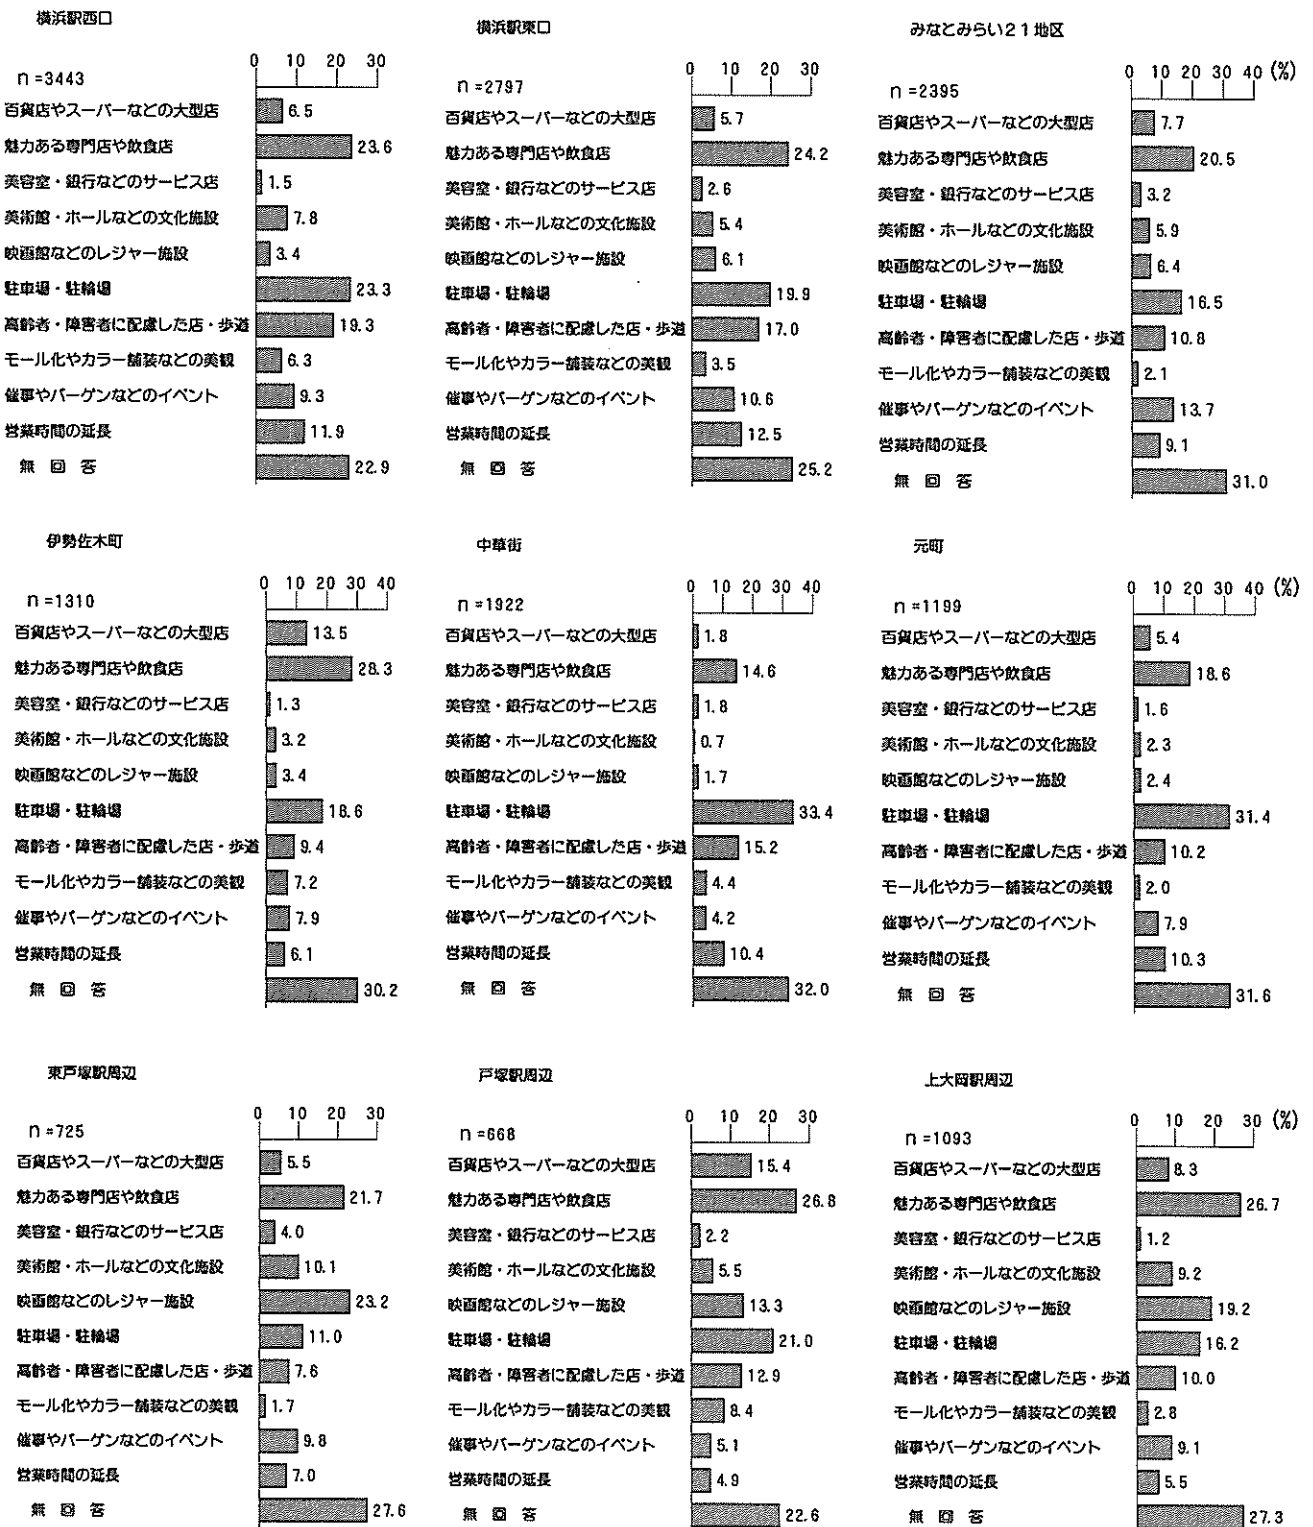 横浜駅西口
n=3443
0 10 20 30
百貨店やスーパーなどの大型店 6.5
魅力ある専門店や飲食店 23.6
美容室・銀行などのサービス店 1.5
美術館・ホールなどの文化施設 7.8
映画館などのレジャー施設 3.4
駐車場・駐輪場 23.3
高齢者・障害者に配慮した店・歩道 19.3
モール化やカラー舗装などの美観 6.3
催事やバーゲンなどのイベント 9.3
営業時間の延長 11.9
無回答 22.9
横浜駅東口
n=2797
0 10 20 30
百貨店やスーパーなどの大型店 5.7
魅力ある専門店や飲食店 24.2
美容室・銀行などのサービス店 2.6
美術館・ホールなどの文化施設 5.4
映画館などのレジャー施設 6.1
駐車場・駐輪場 19.9
高齢者・障害者に配慮した店・歩道 17.0
モール化やカラー舗装などの美観 3.5
催事やバーゲンなどのイベント 10.6
営業時間の延長 12.5
無回答 25.2
みなとみらい21地区
n=2395
0 10 20 30 40 (%)
百貨店やスーパーなどの大型店 7.7
魅力ある専門店や飲食店 20.5
美容室・銀行などのサービス店 3.2
美術館・ホールなどの文化施設 5.9
映画館などのレジャー施設 6.4
駐車場・駐輪場 16.5
高齢者・障害者に配慮した店・歩道 10.8
モール化やカラー舗装などの美観 2.1
催事やバーゲンなどのイベント 13.7
営業時間の延長 9.1
無回答 31.0
伊勢佐木町
n=1310
0 10 20 30 40
百貨店やスーパーなどの大型店 13.5
魅力ある専門店や飲食店 28.3
美容室・銀行などのサービス店 1.3
美術館・ホールなどの文化施設 3.2
映画館などのレジャー施設 3.4
駐車場・駐輪場 18.6
高齢者・障害者に配慮した店・歩道 9.4
モール化やカラー舗装などの美観 7.2
催事やバーゲンなどのイベント 7.9
営業時間の延長 6.1
無回答 30.2
中華街
n=1922
0 10 20 30 40
百貨店やスーパーなどの大型店 1.8
魅力ある専門店や飲食店 14.6
美容室・銀行などのサービス店 1.8
美術館・ホールなどの文化施設 0.7
映画館などのレジャー施設 1.7
駐車場・駐輪場 33.4
高齢者・障害者に配慮した店・歩道 15.2
モール化やカラー舗装などの美観 4.4
催事やバーゲンなどのイベント 4.2
営業時間の延長 10.4
無回答 32.0
元町
n=1199
0 10 20 30 40 (%)
百貨店やスーパーなどの大型店 5.4
魅力ある専門店や飲食店 18.6
美容室・銀行などのサービス店 1.6
美術館・ホールなどの文化施設 2.3
映画館などのレジャー施設 2.4
駐車場・駐輪場 31.4
高齢者・障害者に配慮した店・歩道 10.2
モール化やカラー舗装などの美観 2.0
催事やバーゲンなどのイベント 7.9
営業時間の延長 10.3
無回答 31.6
東戸塚駅周辺
n=725
0 10 20 30
百貨店やスーパーなどの大型店 5.5
魅力ある専門店や飲食店 21.7
美容室・銀行などのサービス店 4.0
美術館・ホールなどの文化施設 10.1
映画館などのレジャー施設 23.2
駐車場・駐輪場 11.0
高齢者・障害者に配慮した店・歩道 7.6
モール化やカラー舗装などの美観 1.7
催事やバーゲンなどのイベント 9.8
営業時間の延長 7.0
無回答 27.6
戸塚駅周辺
n=668
0 10 20 30
百貨店やスーパーなどの大型店 15.4
魅力ある専門店や飲食店 26.8
美容室・銀行などのサービス店 2.2
美術館・ホールなどの文化施設 5.5
映画館などのレジャー施設 13.3
駐車場・駐輪場 21.0
高齢者・障害者に配慮した店・歩道 12.9
モール化やカラー舗装などの美観 8.4
催事やバーゲンなどのイベント 5.1
営業時間の延長 4.9
無回答 22.6
上大岡駅周辺
n=1093
0 10 20 30 (%)
百貨店やスーパーなどの大型店 8.3
魅力ある専門店や飲食店 26.7
美容室・銀行などのサービス店 1.2
美術館・ホールなどの文化施設 9.2
映画館などのレジャー施設 19.2
駐車場・駐輪場 16.2
高齢者・障害者に配慮した店・歩道 10.0
モール化やカラー舗装などの美観 2.8
催事やバーゲンなどのイベント 9.1
営業時間の延長 5.5
無回答 27.3